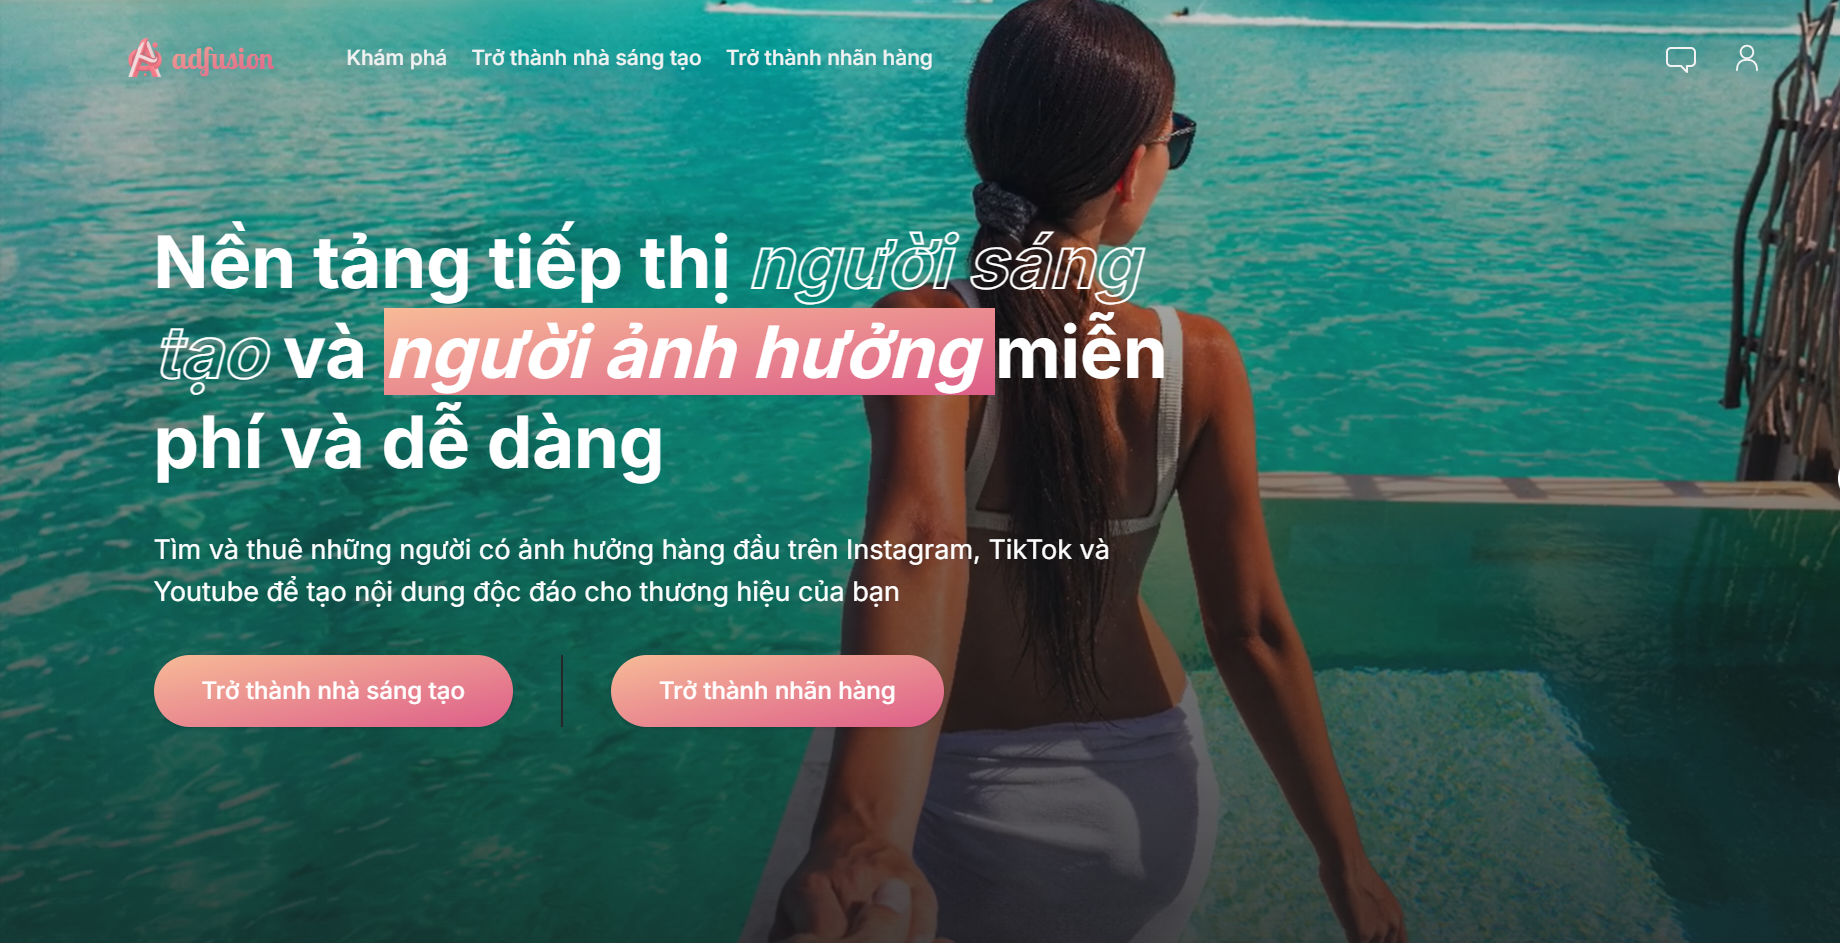 adfusion
Khám phá
Trở thành nhà sáng tạo
Trở thành nhãn hàng
Nền tảng tiếp thị người sáng
tạo và người ảnh hưởng miễn
phí và dễ dàng
Tìm và thuê những người có ảnh hưởng hàng đầu trên Instagram, TikTok và
Youtube để tạo nội dung độc đáo cho thương hiệu của bạn
Trở thành nhà sáng tạo
Trở thành nhãn hàng